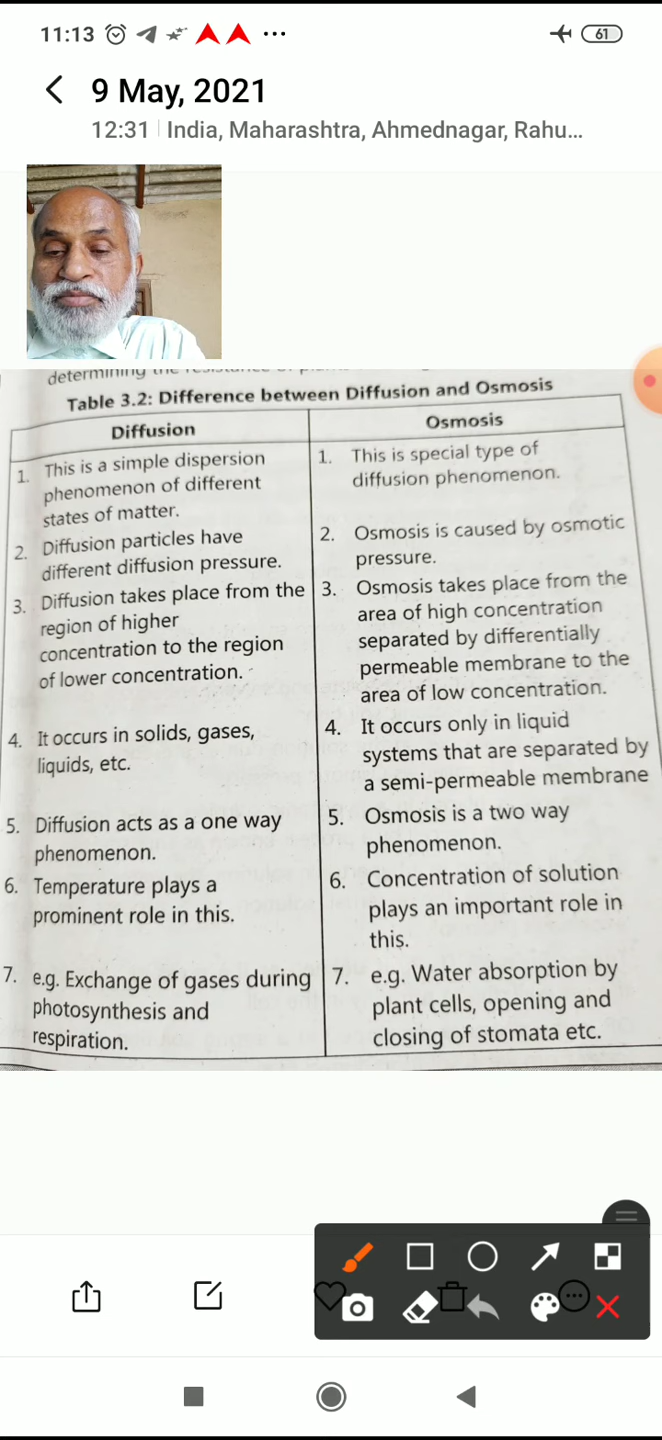 11:13
61
9 May, 2021
12:31 India, Maharashtra, Ahmednagar, Rahu...
determining the
Table 3.2: Difference between Diffusion and Osmosis
Diffusion
1. This is a simple dispersion
phenomenon of different
states of matter.
2. Diffusion particles have
different diffusion pressure.
3. Diffusion takes place from the
region of higher
concentration to the region
of lower concentration.
4. It occurs in solids, gases,
liquids, etc.
5. Diffusion acts as a one way
phenomenon.
6. Temperature plays a
prominent role in this.
7. e.g. Exchange of gases during
photosynthesis and
respiration.
Osmosis
1. This is special type of
diffusion phenomenon.
2. Osmosis is caused by osmotic
pressure.
3. Osmosis takes place from the
area of high concentration
separated by differentially
permeable membrane to the
area of low concentration.
4. It occurs only in liquid
systems that are separated by
a semi-permeable membrane
5. Osmosis is a two way
phenomenon.
6. Concentration of solution
plays an important role in
this.
7. e.g. Water absorption by
plant cells, opening and
closing of stomata etc.